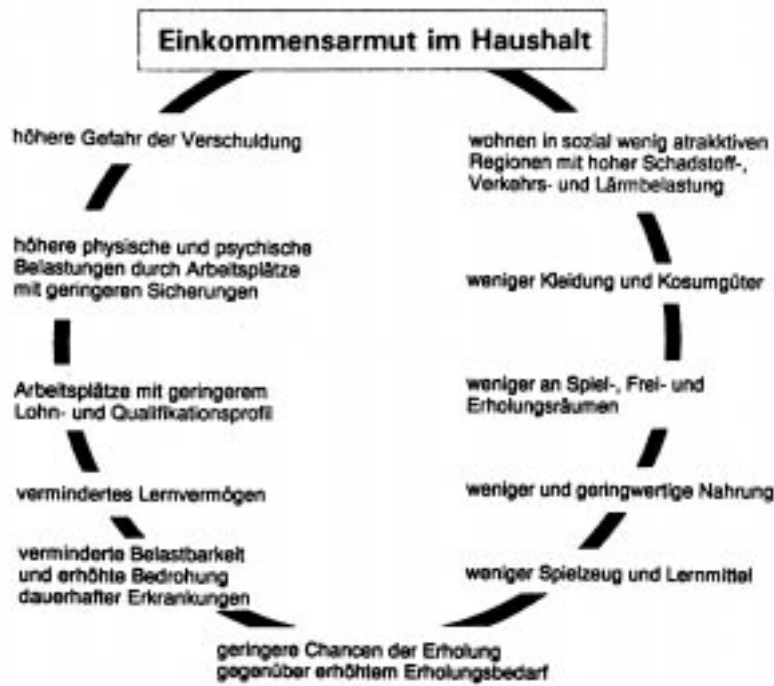 Einkommensarmut im Haushalt
wohnen in sozial wenig atrakktiven
Regionen mit hoher Schadstoff-,
Verkehrs- und Lärmbelastung
weniger Kleidung und Kosumgüter
weniger an Spiel-, Frei- und
Erholungsräumen
weniger und geringwertige Nahrung
weniger Spielzeug und Lernmittel
geringere Chancen der Erholung
gegenüber erhöhtem Erholungsbedarf
verminderte Belastbarkeit
und erhöhte Bedrohung
dauerhafter Erkrankungen
vermindertes Lernvermögen
Arbeitsplätze mit geringerem
Lohn- und Qualifikationsprofil
höhere physische und psychische
Belastungen durch Arbeitsplätze
mit geringeren Sicherungen
höhere Gefahr der Verschuldung